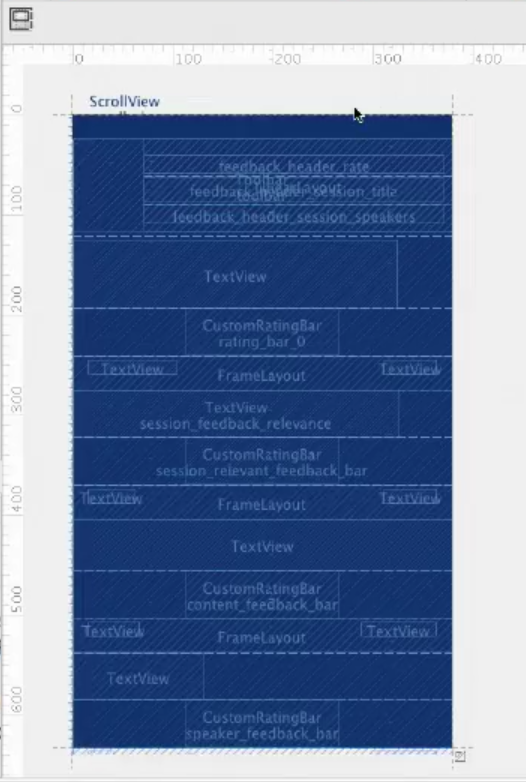 0 100 200 300 400
ScrollView
0
feedback_header_rate
feedback_header_session_title
100
feedback_header_session_speakers
TextView
200
CustomRatingBar
rating_bar_0
TextView FrameLayout TextView
300
TextView
session_feedback_relevance
CustomRatingBar
session_relevant_feedback_bar
400
TextView FrameLayout TextView
TextView
500
CustomRatingBar
content_feedback_bar
TextView FrameLayout TextView
600
TextView
CustomRatingBar
speaker_feedback_bar